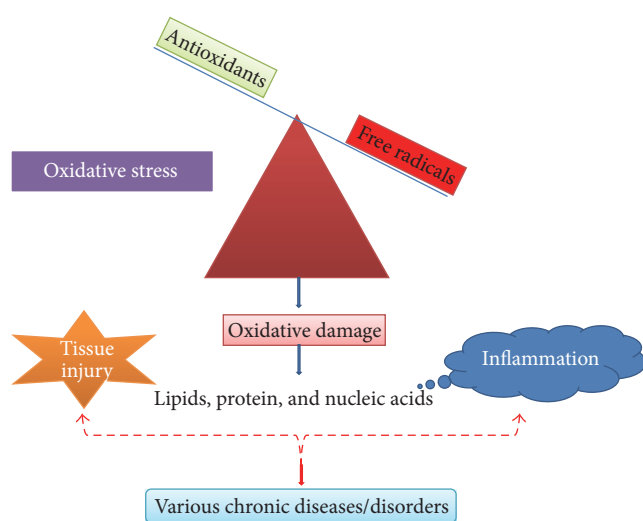 Antioxidants
Free radicals
Oxidative stress
Oxidative damage
Tissue
injury
Inflammation
Lipids, protein, and nucleic acids
Various chronic diseases/disorders